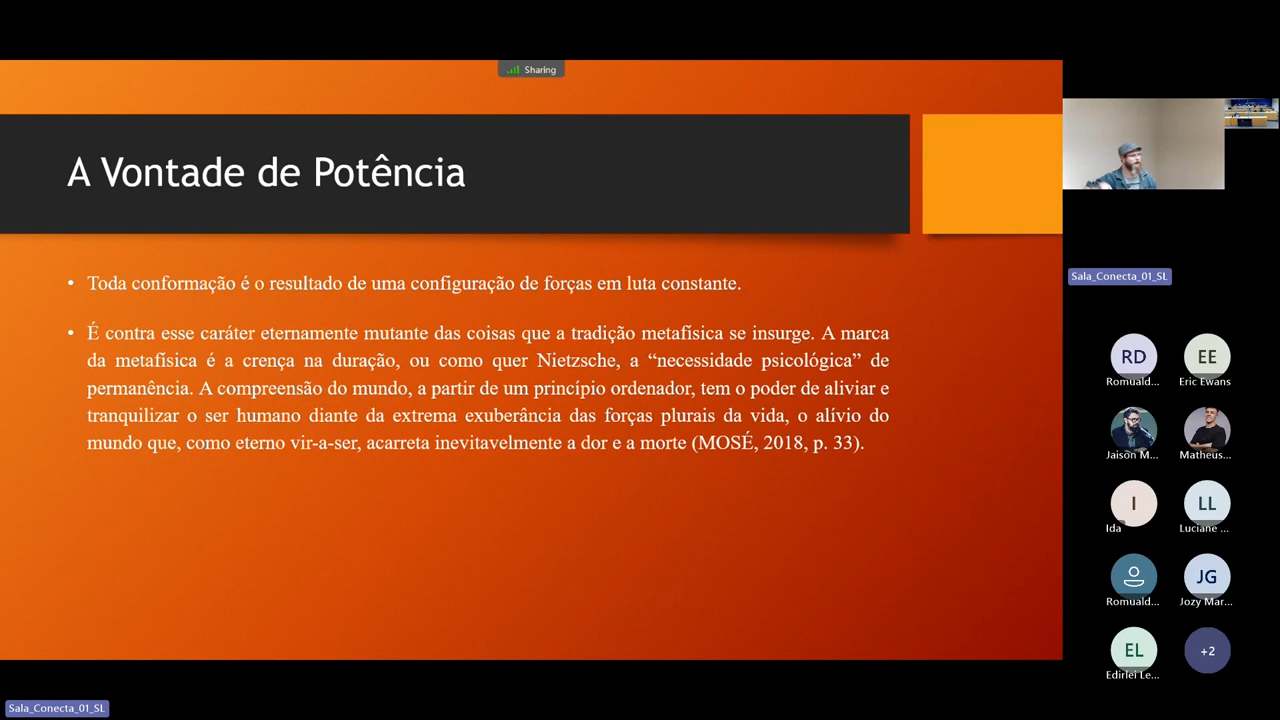 Sharing
A Vontade de Potência
• Toda conformação é o resultado de uma configuração de forças em luta constante.
• É contra esse caráter eternamente mutante das coisas que a tradição metafísica se insurge. A marca
da metafísica é a crença na duração, ou como quer Nietzsche, a “necessidade psicológica” de
permanência. A compreensão do mundo, a partir de um princípio ordenador, tem o poder de aliviar e
tranquilizar o ser humano diante da extrema exuberância das forças plurais da vida, o alívio do
mundo que, como eterno vir-a-ser, acarreta inevitavelmente a dor e a morte (MOSÉ, 2018, p. 33).
Sala_Conecta_01_SL
RD
EE
Romuald...
Eric Ewans
Jaison M...
Matheus...
I
LL
Ida
Luciane ...
JG
Romuald...
Jozy Mar...
EL
+2
Edirlei Le...
Sala_Conecta_01_SL